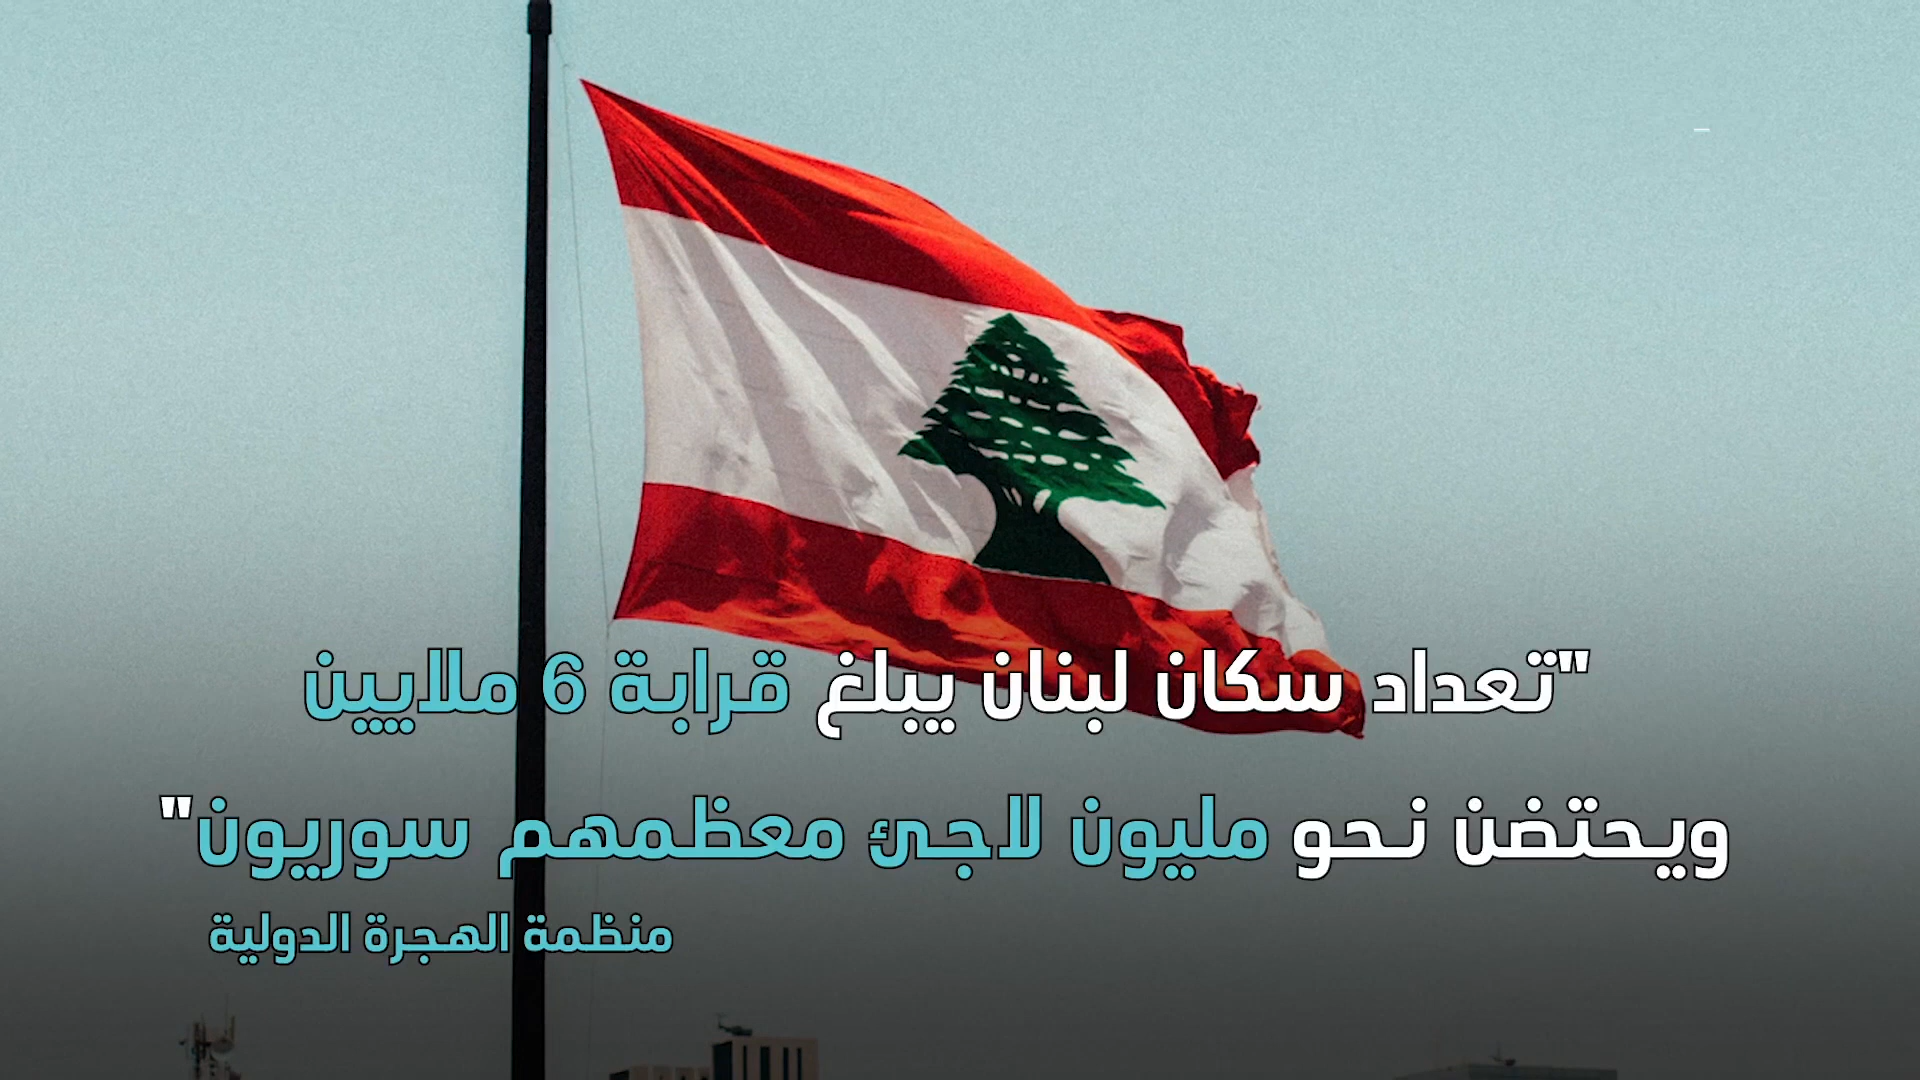 "تعداد سكان لبنان يبلغ قرابة 6 ملايين
ويحتضن نحو مليون لاجئ معظمهم سوريون"
منظمة الهجرة الدولية